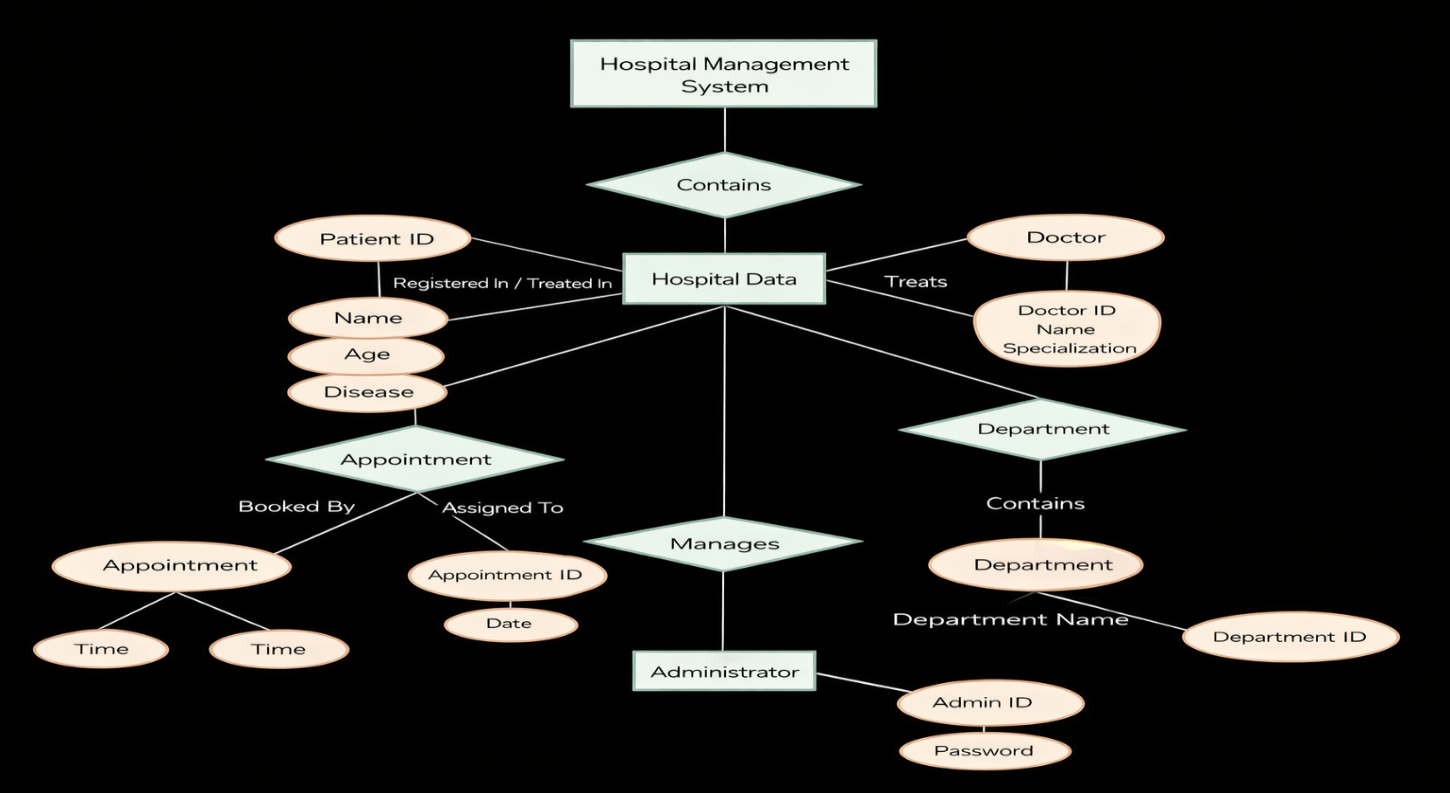 Hospital Management
System
Contains
Patient ID
Doctor
Hospital Data
Registered In / Treated In
Treats
Name
Doctor ID
Name
Specialization
Age
Disease
Department
Appointment
Contains
Booked By
Assigned To
Manages
Appointment
Appointment ID
Department
Date
Department Name
Department ID
Time
Time
Administrator
Admin ID
Password